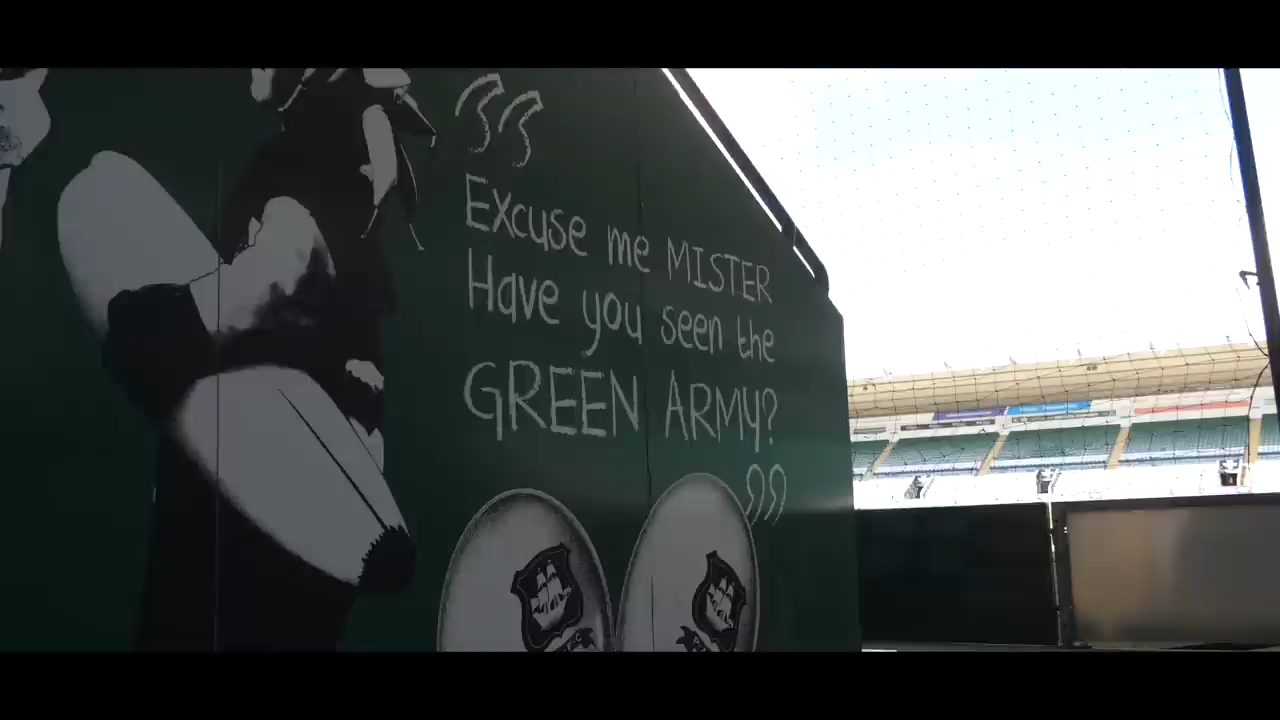 “
Excuse me MISTER
Have you seen the
GREEN ARMY?
”